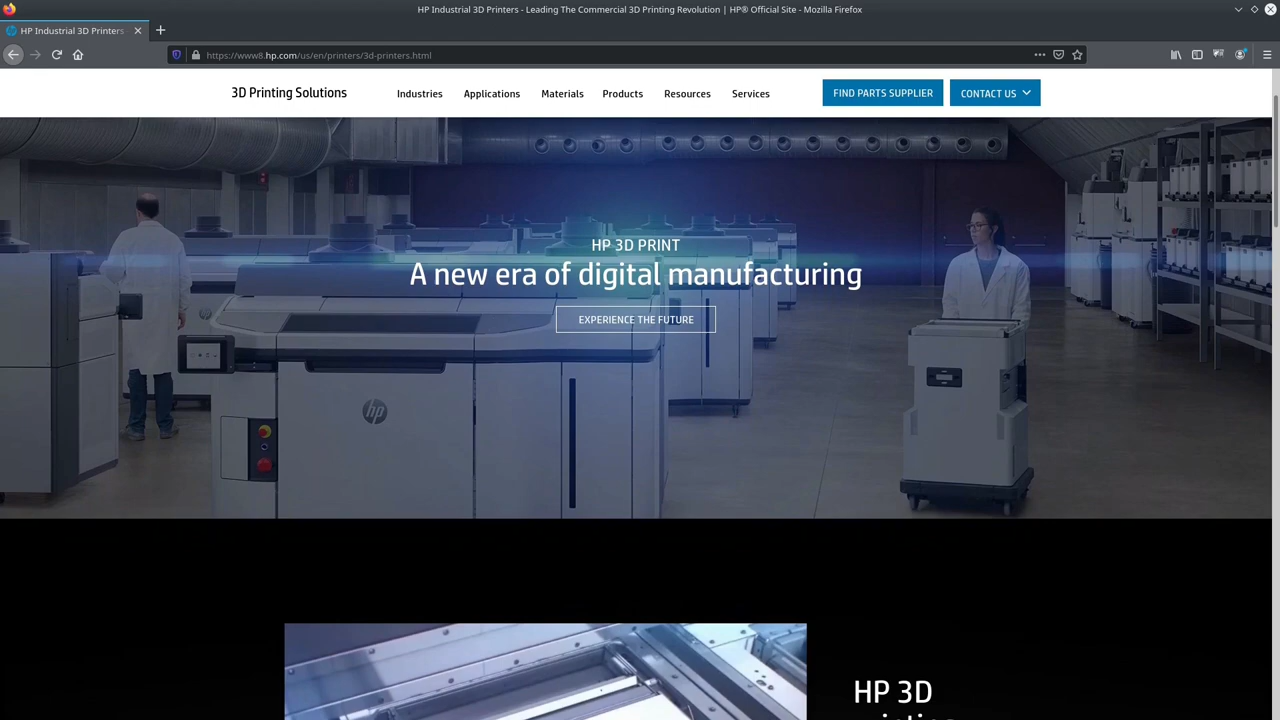 HP Industrial 3D Printers - Leading The Commercial 3D Printing Revolution | HP® Official Site - Mozilla Firefox
HP Industrial 3D Printers
https://www8.hp.com/us/en/printers/3d-printers.html
3D Printing Solutions
Industries
Applications
Materials
Products
Resources
Services
FIND PARTS SUPPLIER
CONTACT US
HP 3D PRINT
A new era of digital manufacturing
EXPERIENCE THE FUTURE
hp
HP 3D